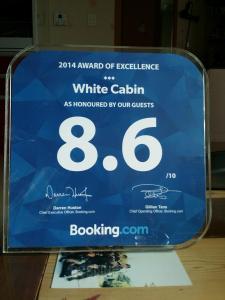 2014 AWARD OF EXCELLENCE
***
White Cabin
AS HONOURED BY OUR GUESTS
8.6
/10
Darren Huston
Chief Executive Officer, Booking.com
Gillian Tans
Chief Operating Officer, Booking.com
Booking.com